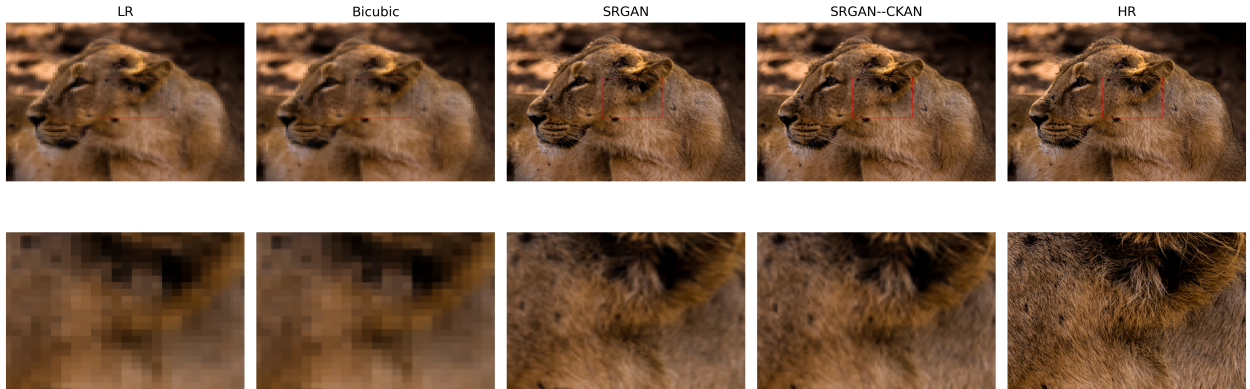 LR
Bicubic
SRGAN
SRGAN--CKAN
HR